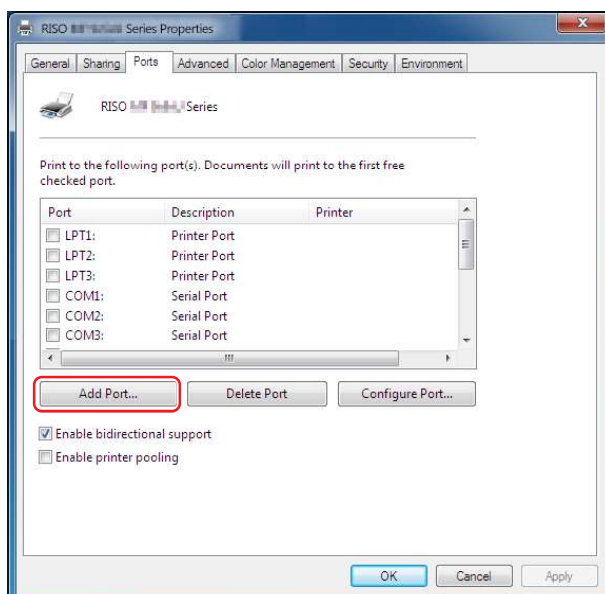 RISO Series Properties
General Sharing Ports Advanced Color Management Security Environment
RISO Series
Print to the following port(s). Documents will print to the first free
checked port.
Port Description Printer
LPT1: Printer Port
LPT2: Printer Port
LPT3: Printer Port
COM1: Serial Port
COM2: Serial Port
COM3: Serial Port
Add Port... Delete Port Configure Port...
Enable bidirectional support
Enable printer pooling
OK Cancel Apply